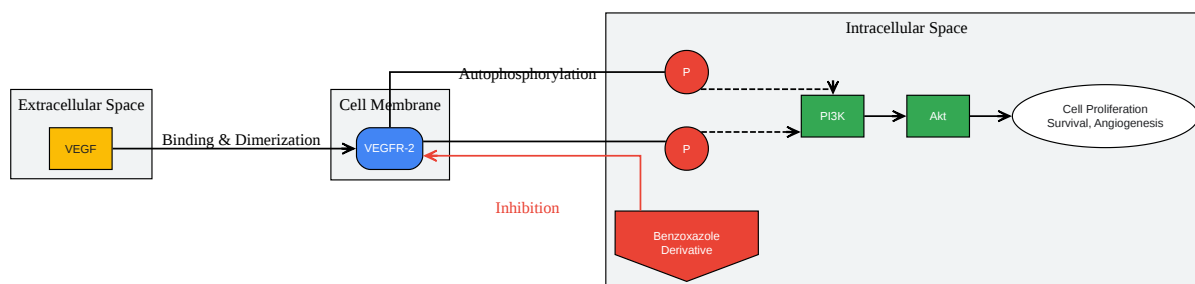 Extracellular Space
VEGF
Binding & Dimerization
Cell Membrane
VEGFR-2
Autophosphorylation
Inhibition
Intracellular Space
P
P
PI3K
Akt
Cell Proliferation
Survival, Angiogenesis
Benzoxazole
Derivative